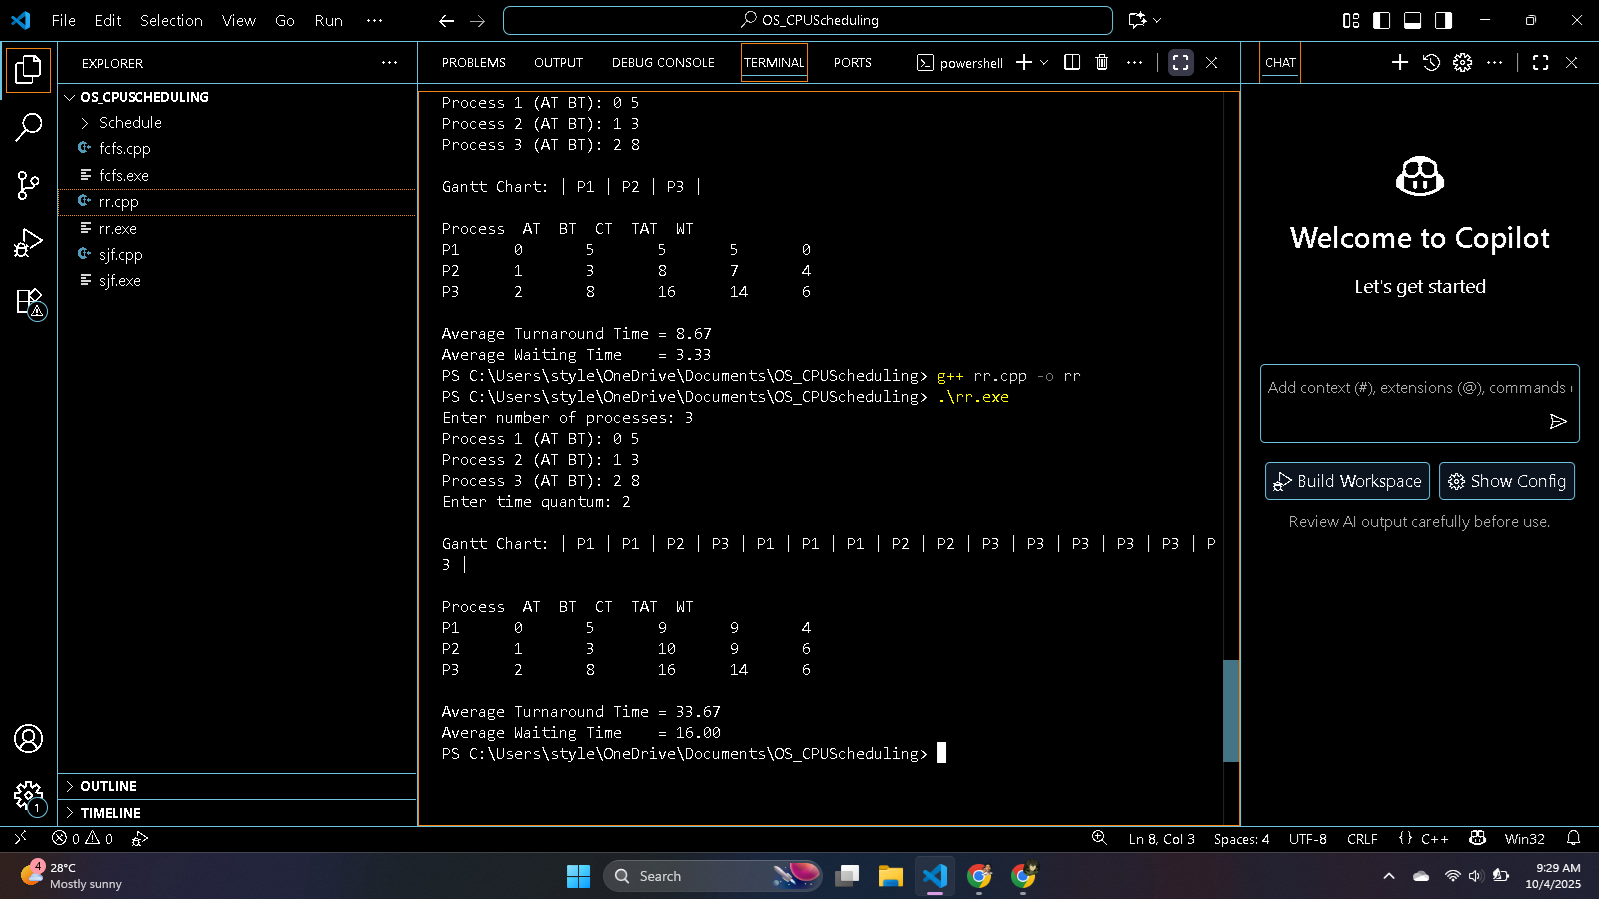 File Edit Selection View Go Run ···
OS_CPUScheduling
EXPLORER ···
OS_CPUSCHEDULING
Schedule
fcfs.cpp
fcfs.exe
rr.cpp
rr.exe
sjf.cpp
sjf.exe
OUTLINE
TIMELINE
PROBLEMS OUTPUT DEBUG CONSOLE TERMINAL PORTS powershell
Process 1 (AT BT): 0 5
Process 2 (AT BT): 1 3
Process 3 (AT BT): 2 8
Gantt Chart: | P1 | P2 | P3 |
Process  AT  BT  CT  TAT  WT
P1      0       5       5       5       0
P2      1       3       8       7       4
P3      2       8       16      14      6
Average Turnaround Time = 8.67
Average Waiting Time    = 3.33
PS C:\Users\style\OneDrive\Documents\OS_CPUScheduling> g++ rr.cpp -o rr
PS C:\Users\style\OneDrive\Documents\OS_CPUScheduling> .\rr.exe
Enter number of processes: 3
Process 1 (AT BT): 0 5
Process 2 (AT BT): 1 3
Process 3 (AT BT): 2 8
Enter time quantum: 2
Gantt Chart: | P1 | P1 | P2 | P3 | P1 | P1 | P1 | P2 | P2 | P3 | P3 | P3 | P3 | P3 | P
3 |
Process  AT  BT  CT  TAT  WT
P1      0       5       9       9       4
P2      1       3       10      9       6
P3      2       8       16      14      6
Average Turnaround Time = 33.67
Average Waiting Time    = 16.00
PS C:\Users\style\OneDrive\Documents\OS_CPUScheduling>
CHAT
Welcome to Copilot
Let's get started
Add context (#), extensions (@), commands
Build Workspace Show Config
Review AI output carefully before use.
1
0 0
Ln 8, Col 3 Spaces: 4 UTF-8 CRLF {} C++ Win32
4
28°C
Mostly sunny
Search
9:29 AM
10/4/2025